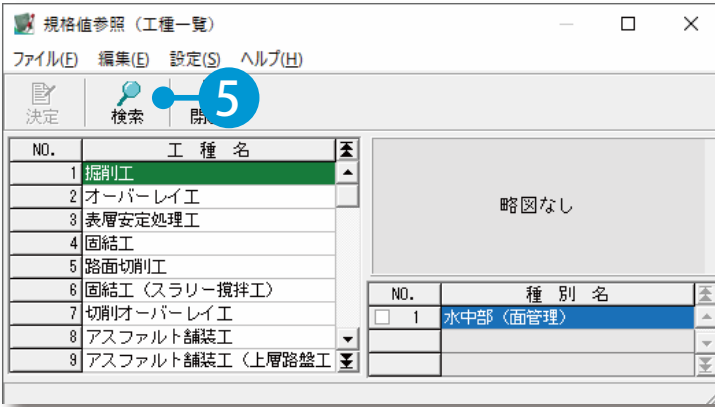 規格値参照（工種一覧）
ファイル(F) 編集(E) 設定(S) ヘルプ(H)
決定 検索 5
NO. 工 種 名
1 掘削工
2 オーバーレイ工
3 表層安定処理工
4 固結工
5 路面切削工
6 固結工（スラリー撹拌工）
7 切削オーバーレイ工
8 アスファルト舗装工
9 アスファルト舗装工（上層路盤工
略図なし
NO. 種 別 名
1 水中部（面管理）